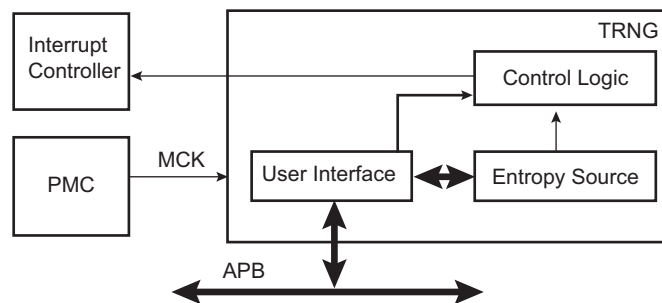 TRNG
Interrupt
Controller
Control Logic
MCK
PMC
User Interface
Entropy Source
APB